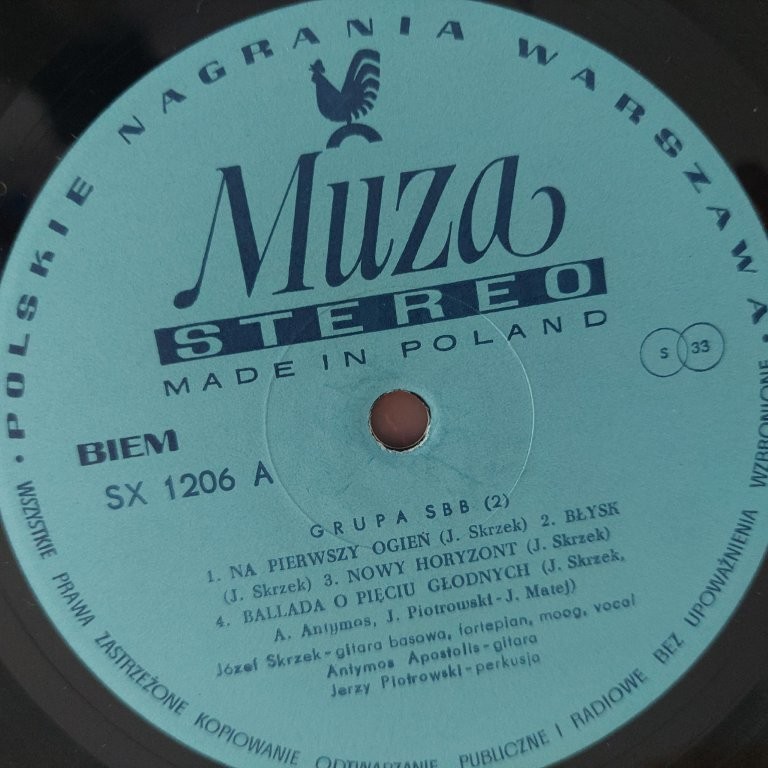 • POLSKIE NAGRANIA WARSZAWA •
Muza
STEREO
MADE IN POLAND
S 33
BIEM
SX 1206 A
GRUPA SBB (2)
1. NA PIERWSZY OGIEŃ (J. Skrzek) 2. BŁYSK
(J. Skrzek) 3. NOWY HORYZONT (J. Skrzek)
4. BALLADA O PIĘCIU GŁODNYCH (J. Skrzek,
A. Antymos, J. Piotrowski-J. Matej)
Józef Skrzek-gitara basowa, fortepian, moog, vocal
Antymos Apostolis-gitara
Jerzy Piotrowski-perkusja
WSZYSTKIE PRAWA ZASTRZEŻONE KOPIOWANIE ODTWARZANIE PUBLICZNE I RADIOWE BEZ UPOWAŻNIENIA WZBRONIONE